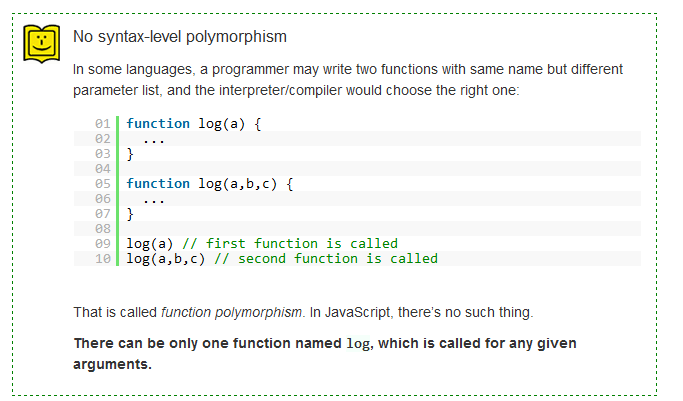 No syntax-level polymorphism
In some languages, a programmer may write two functions with same name but different
parameter list, and the interpreter/compiler would choose the right one:
01 function log(a) {
02   ...
03 }
04
05 function log(a,b,c) {
06   ...
07 }
08
09 log(a) // first function is called
10 log(a,b,c) // second function is called
That is called function polymorphism. In JavaScript, there's no such thing.
There can be only one function named log, which is called for any given
arguments.